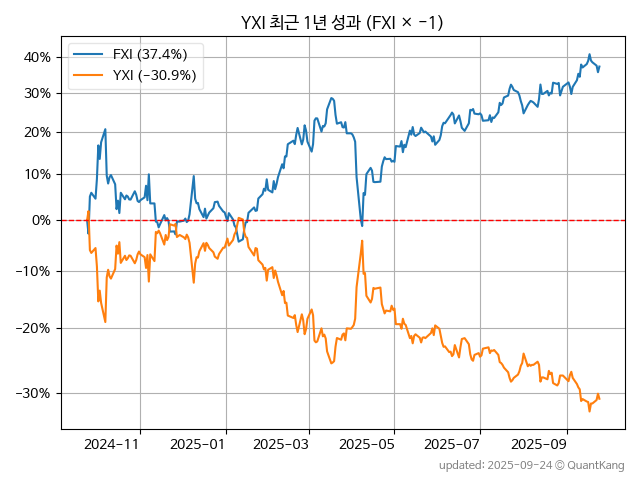 YXI 최근 1년 성과 (FXI × −1)
FXI (37.4%)
YXI (−30.9%)
40%
30%
20%
10%
0%
−10%
−20%
−30%
2024-11 2025-01 2025-03 2025-05 2025-07 2025-09
updated: 2025-09-24 © QuantKang